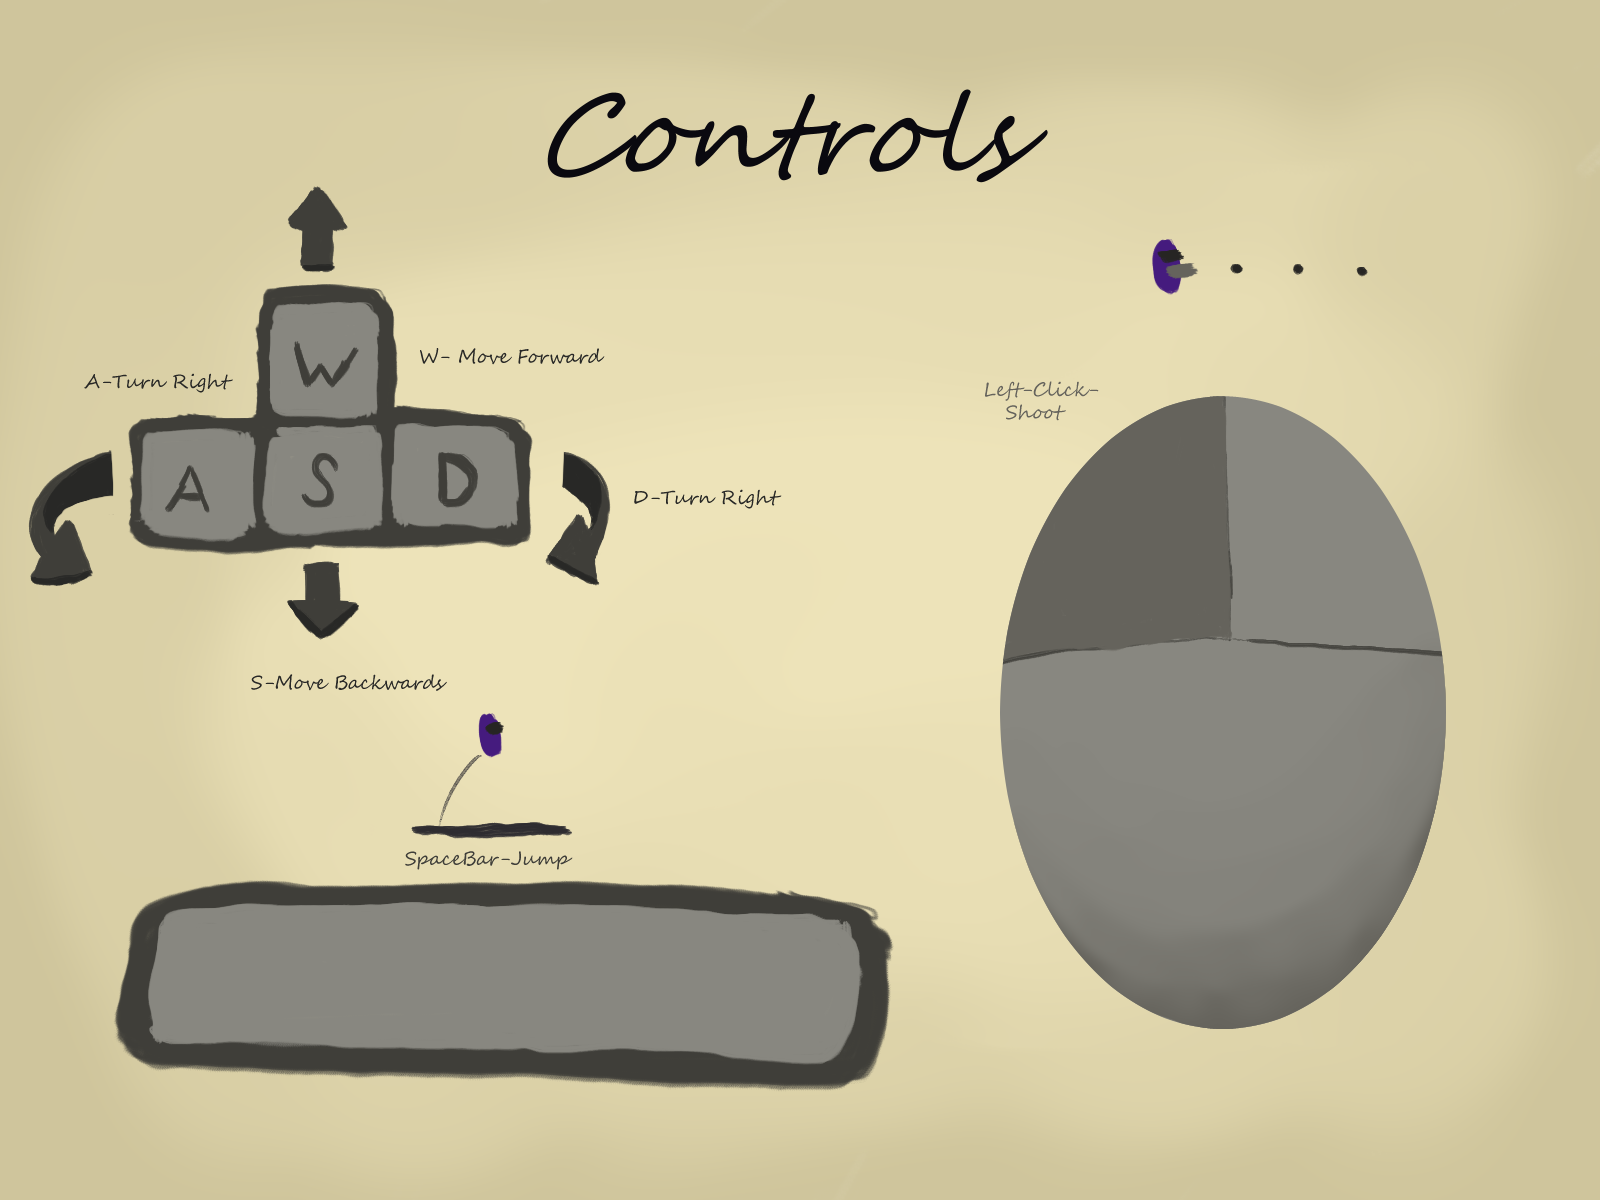 Controls
W
W- Move Forward
A-Turn Right
Left-Click-
Shoot
A S D
D-Turn Right
S-Move Backwards
SpaceBar-Jump